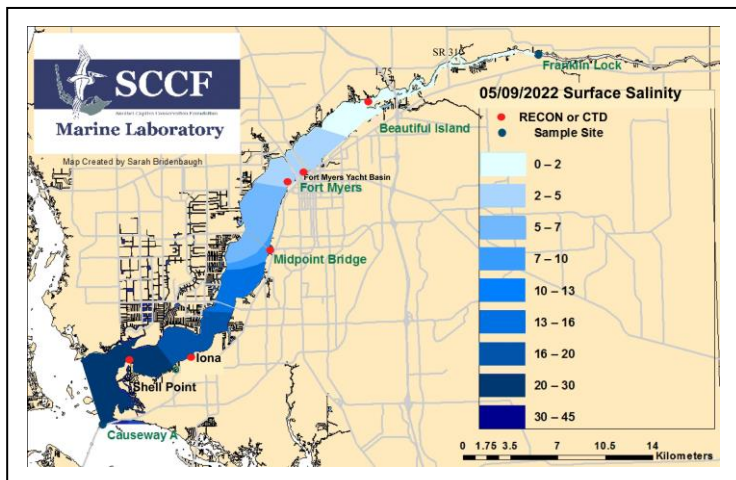 SCCF
Marine Laboratory
Map Created by Sarah Bridenbaugh
SR 31
I-75
Franklin Lock
05/09/2022 Surface Salinity
RECON or CTD
Sample Site
Beautiful Island
Fort Myers Yacht Basin
Fort Myers
Midpoint Bridge
Iona
Shell Point
Causeway A
0 – 2
2 – 5
5 – 7
7 – 10
10 – 13
13 – 16
16 – 20
20 – 30
30 – 45
0 1.75 3.5 7 10.5 14
Kilometers